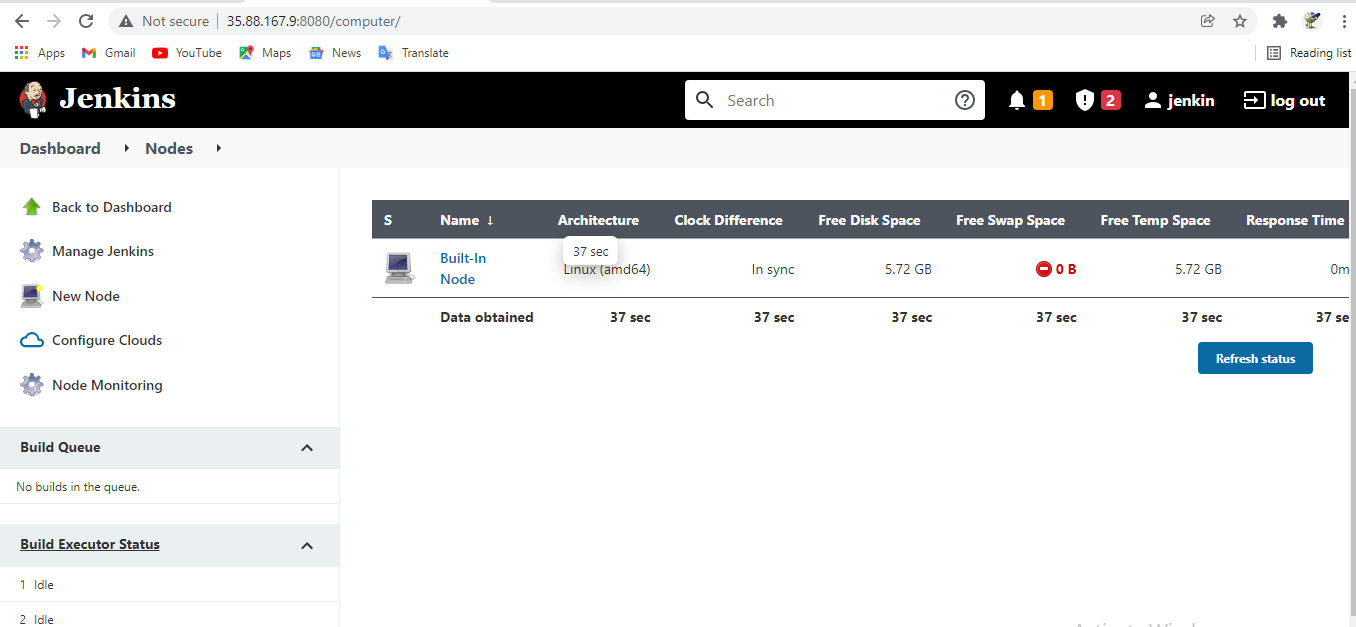 Not secure 35.88.167.9:8080/computer/
Apps Gmail YouTube Maps News Translate Reading list
Jenkins Search 1 2 jenkin log out
Dashboard Nodes
Back to Dashboard
Manage Jenkins
New Node
Configure Clouds
Node Monitoring
Build Queue
No builds in the queue.
Build Executor Status
1 Idle
2 Idle
S Name ↓ Architecture Clock Difference Free Disk Space Free Swap Space Free Temp Space Response Time
37 sec
Built-In Node Linux (amd64) In sync 5.72 GB 0 B 5.72 GB 0m
Data obtained 37 sec 37 sec 37 sec 37 sec 37 sec 37 se
Refresh status